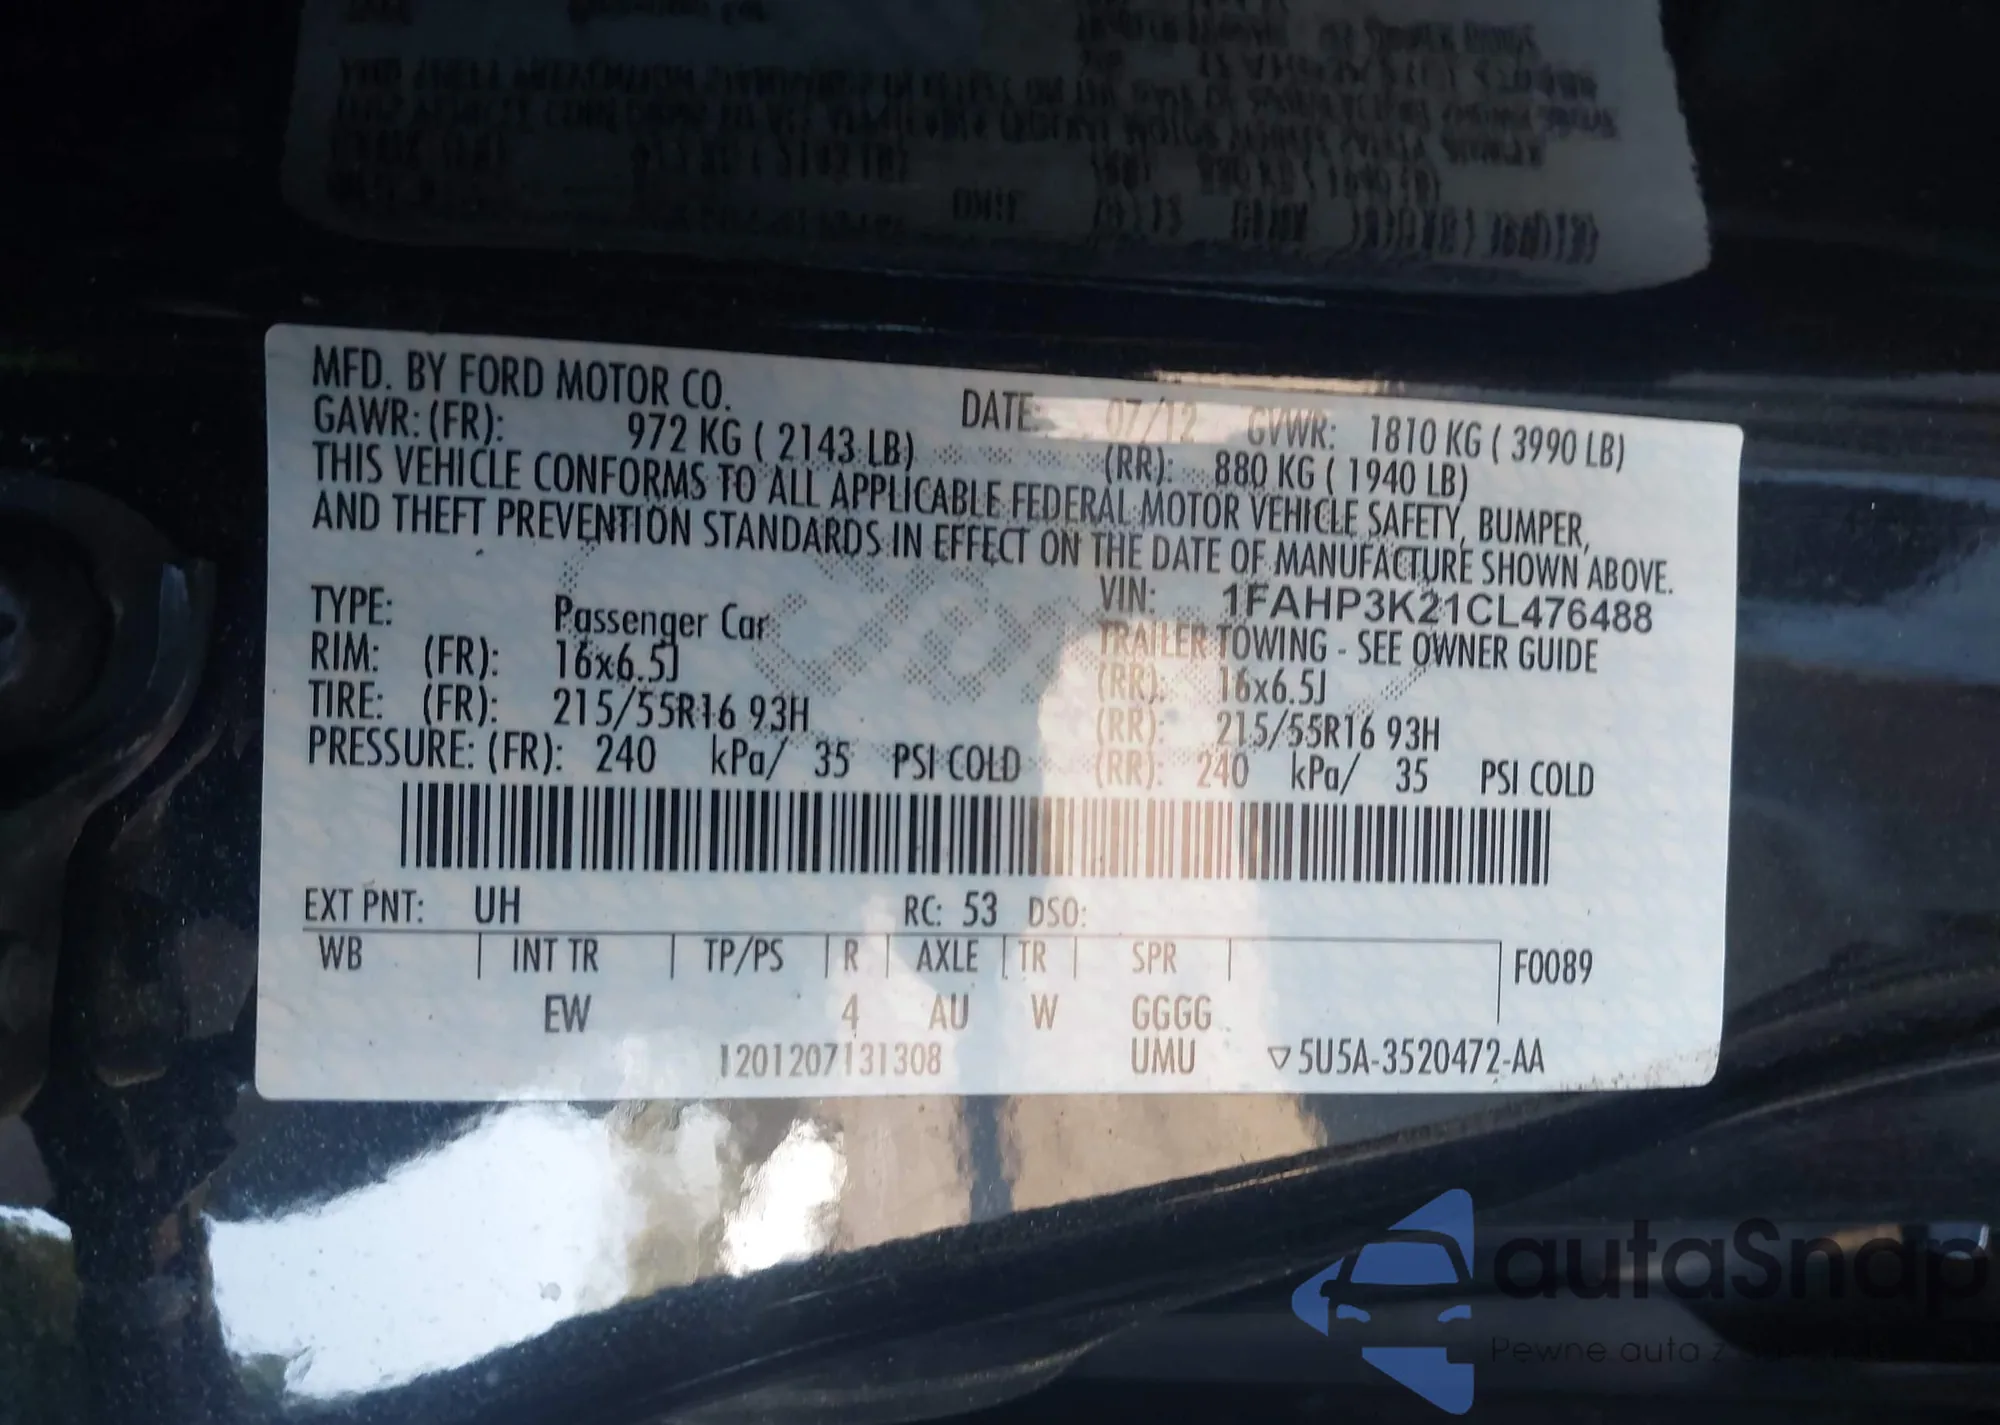 MFD. BY FORD MOTOR CO. DATE: 07/12 GVWR: 1810 KG ( 3990 LB)
GAWR: (FR): 972 KG ( 2143 LB) (RR): 880 KG ( 1940 LB)
THIS VEHICLE CONFORMS TO ALL APPLICABLE FEDERAL MOTOR VEHICLE SAFETY, BUMPER,
AND THEFT PREVENTION STANDARDS IN EFFECT ON THE DATE OF MANUFACTURE SHOWN ABOVE.
VIN: 1FAHP3K21CL476488
TYPE: Passenger Car TRAILER TOWING - SEE OWNER GUIDE
RIM: (FR): 16x6.5J (RR): 16x6.5J
TIRE: (FR): 215/55R16 93H (RR): 215/55R16 93H
PRESSURE: (FR): 240 kPa/ 35 PSI COLD (RR): 240 kPa/ 35 PSI COLD
EXT PNT: UH RC: 53 DSO:
WB INT TR TP/PS R AXLE TR SPR F0089
EW 4 AU W GGGG
1201207131308 UMU ▽5U5A-3520472-AA
autaSnap
Pewne auta z